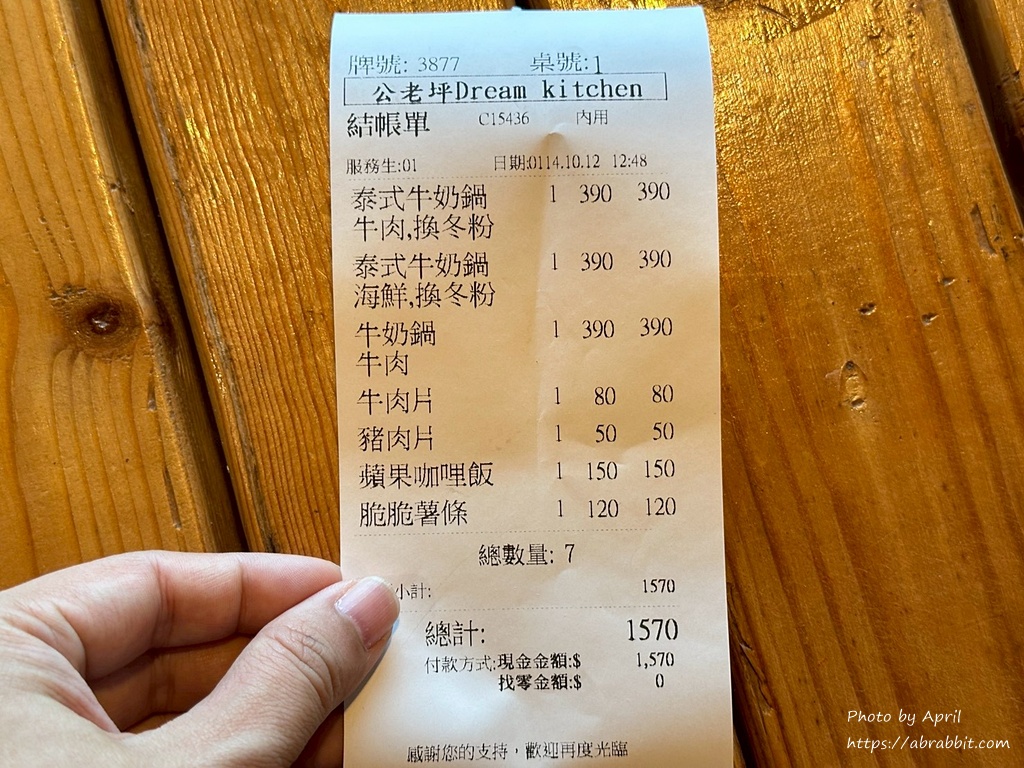 牌號: 3877 桌號:1
公老坪Dream kitchen
結帳單 C15436 內用
服務生:01 日期:0114.10.12 12:48
泰式牛奶鍋 1 390 390
牛肉,換冬粉
泰式牛奶鍋 1 390 390
海鮮,換冬粉
牛奶鍋 1 390 390
牛肉
牛肉片 1 80 80
豬肉片 1 50 50
蘋果咖哩飯 1 150 150
脆脆薯條 1 120 120
總數量: 7
小計: 1570
總計: 1570
付款方式:現金金額:$ 1,570
找零金額:$ 0
感謝您的支持，歡迎再度光臨
Photo by April
https://abrabbit.com